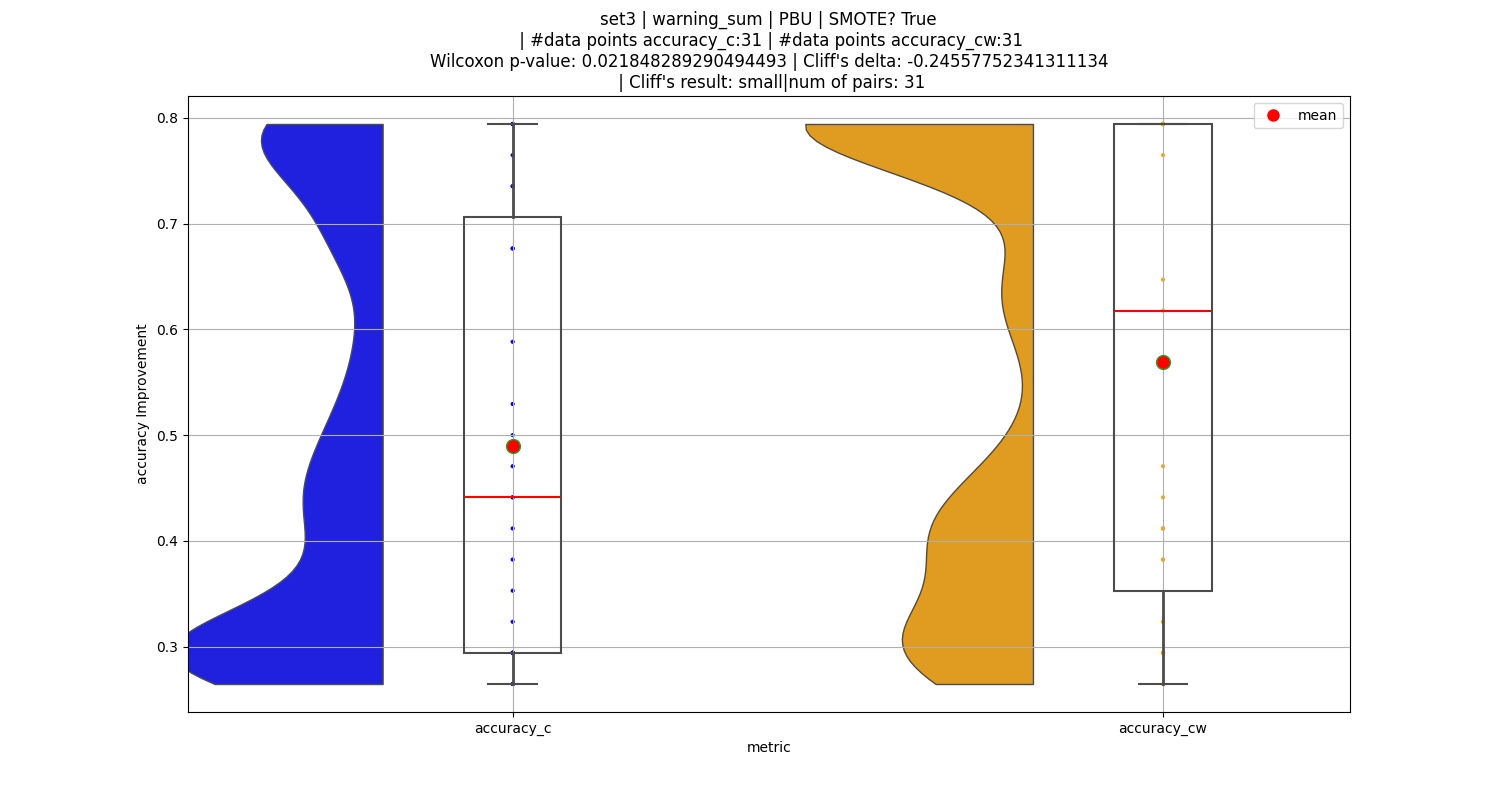 set3 | warning_sum | PBU | SMOTE? True
| #data points accuracy_c:31 | #data points accuracy_cw:31
Wilcoxon p-value: 0.021848289290494493 | Cliff's delta: -0.24557752341311134
| Cliff's result: small|num of pairs: 31
mean
0.8
0.7
0.6
0.5
0.4
0.3
accuracy Improvement
accuracy_c
accuracy_cw
metric